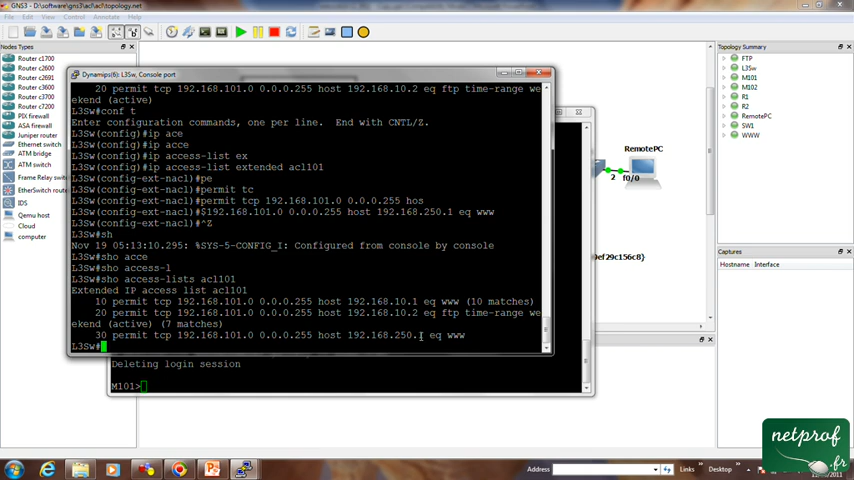 GNS3 - D:\software\gns3\acl\acl\topology.net
File Edit View Control Annotate Help
Nodes Types
Router c1700
Router c2600
Router c2691
Router c3600
Router c3700
Router c7200
PIX firewall
ASA firewall
Juniper router
Ethernet switch
ATM bridge
ATM switch
Frame Relay switch
EtherSwitch router
IDS
Qemu host
Cloud
computer
Dynamips(6): L3Sw, Console port
20 permit tcp 192.168.101.0 0.0.0.255 host 192.168.10.2 eq ftp time-range we
ekend (active)
L3Sw#conf t
Enter configuration commands, one per line.  End with CNTL/Z.
L3Sw(config)#ip ace
L3Sw(config)#ip acce
L3Sw(config)#ip access-list ex
L3Sw(config)#ip access-list extended acl101
L3Sw(config-ext-nacl)#pe
L3Sw(config-ext-nacl)#permit tc
L3Sw(config-ext-nacl)#permit tcp 192.168.101.0 0.0.0.255 hos
L3Sw(config-ext-nacl)#$192.168.101.0 0.0.0.255 host 192.168.250.1 eq www
L3Sw(config-ext-nacl)#^Z
L3Sw#sh
Nov 19 05:13:10.295: %SYS-5-CONFIG_I: Configured from console by console
L3Sw#sho acce
L3Sw#sho access-l
L3Sw#sho access-lists acl101
Extended IP access list acl101
10 permit tcp 192.168.101.0 0.0.0.255 host 192.168.10.1 eq www (10 matches)
20 permit tcp 192.168.101.0 0.0.0.255 host 192.168.10.2 eq ftp time-range we
ekend (active) (7 matches)
30 permit tcp 192.168.101.0 0.0.0.255 host 192.168.250.1 eq www
L3Sw#
Deleting login session
M101>
RemotePC
2 f0/0
9ef29c156c8}
Topology Summary
FTP
L3Sw
M101
M102
R1
R2
RemotePC
SW1
WWW
Captures
Hostname Interface
netprof
.fr
Address
Links
Desktop